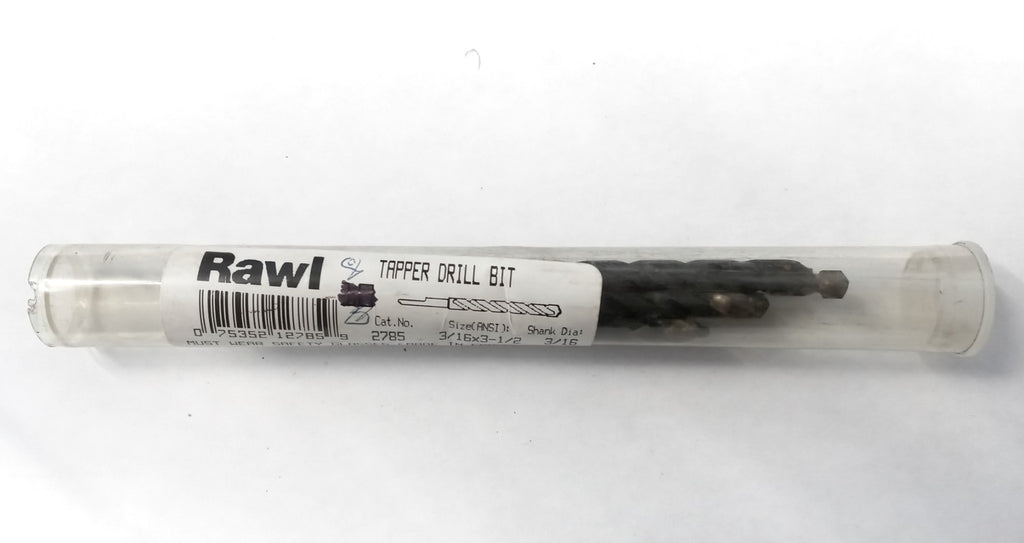 Rawl
TAPPER DRILL BIT
Cat.No. Size(ANSI): Shank Dia:
2785 3/16x3-1/2 3/16
0 75352 12785 9
MUST WEAR SAFETY GLASSES